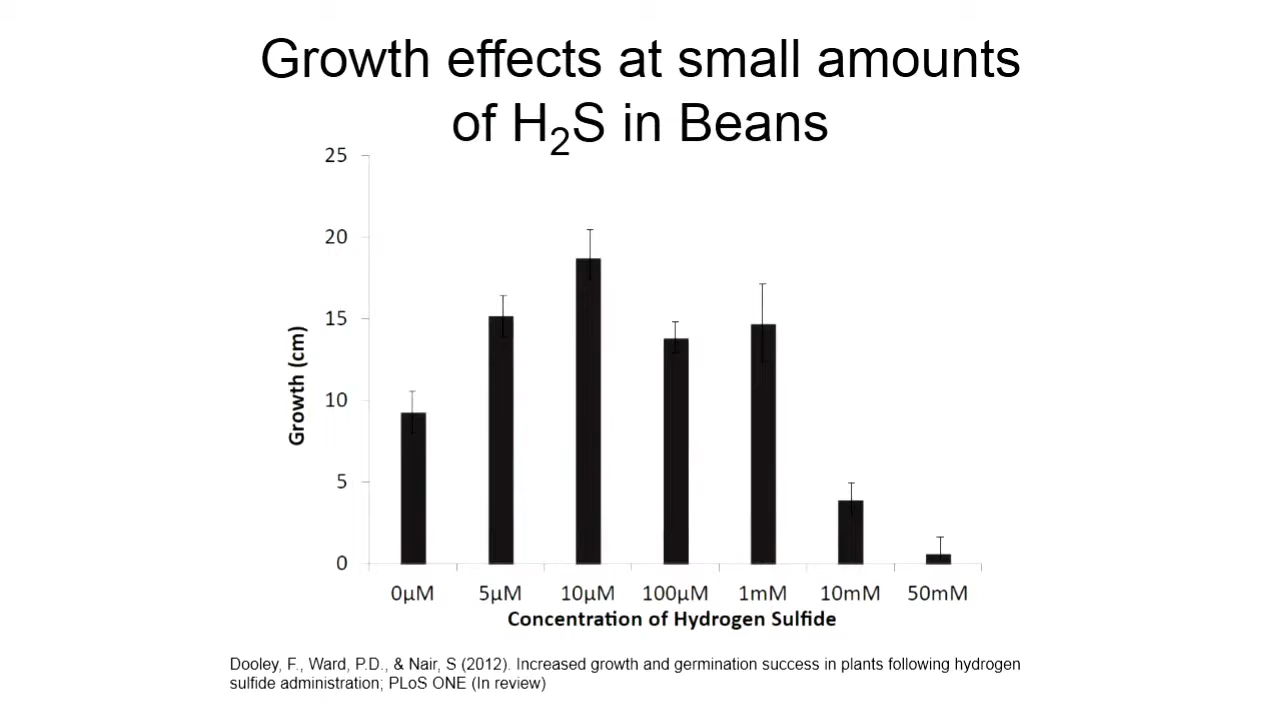 Growth effects at small amounts
of H₂S in Beans
25
20
15
10
5
0
Growth (cm)
0µM 5µM 10µM 100µM 1mM 10mM 50mM
Concentration of Hydrogen Sulfide
Dooley, F., Ward, P.D., & Nair, S (2012). Increased growth and germination success in plants following hydrogen
sulfide administration; PLoS ONE (In review)